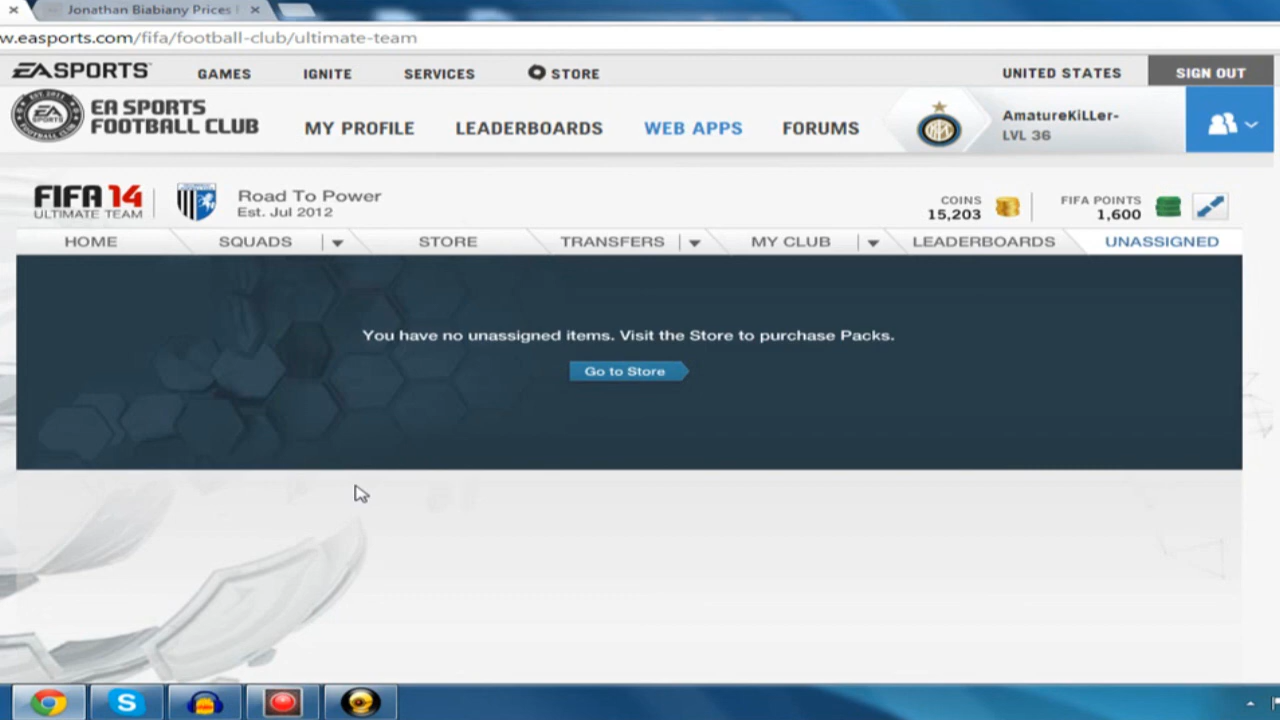 Jonathan Biabiany Prices
w.easports.com/fifa/football-club/ultimate-team
EA SPORTS GAMES IGNITE SERVICES STORE UNITED STATES SIGN OUT
EA SPORTS
FOOTBALL CLUB
MY PROFILE LEADERBOARDS WEB APPS FORUMS
AmatureKiLLer-
LVL 36
FIFA 14
ULTIMATE TEAM
Road To Power
Est. Jul 2012
COINS
15,203
FIFA POINTS
1,600
HOME SQUADS STORE TRANSFERS MY CLUB LEADERBOARDS UNASSIGNED
You have no unassigned items. Visit the Store to purchase Packs.
Go to Store